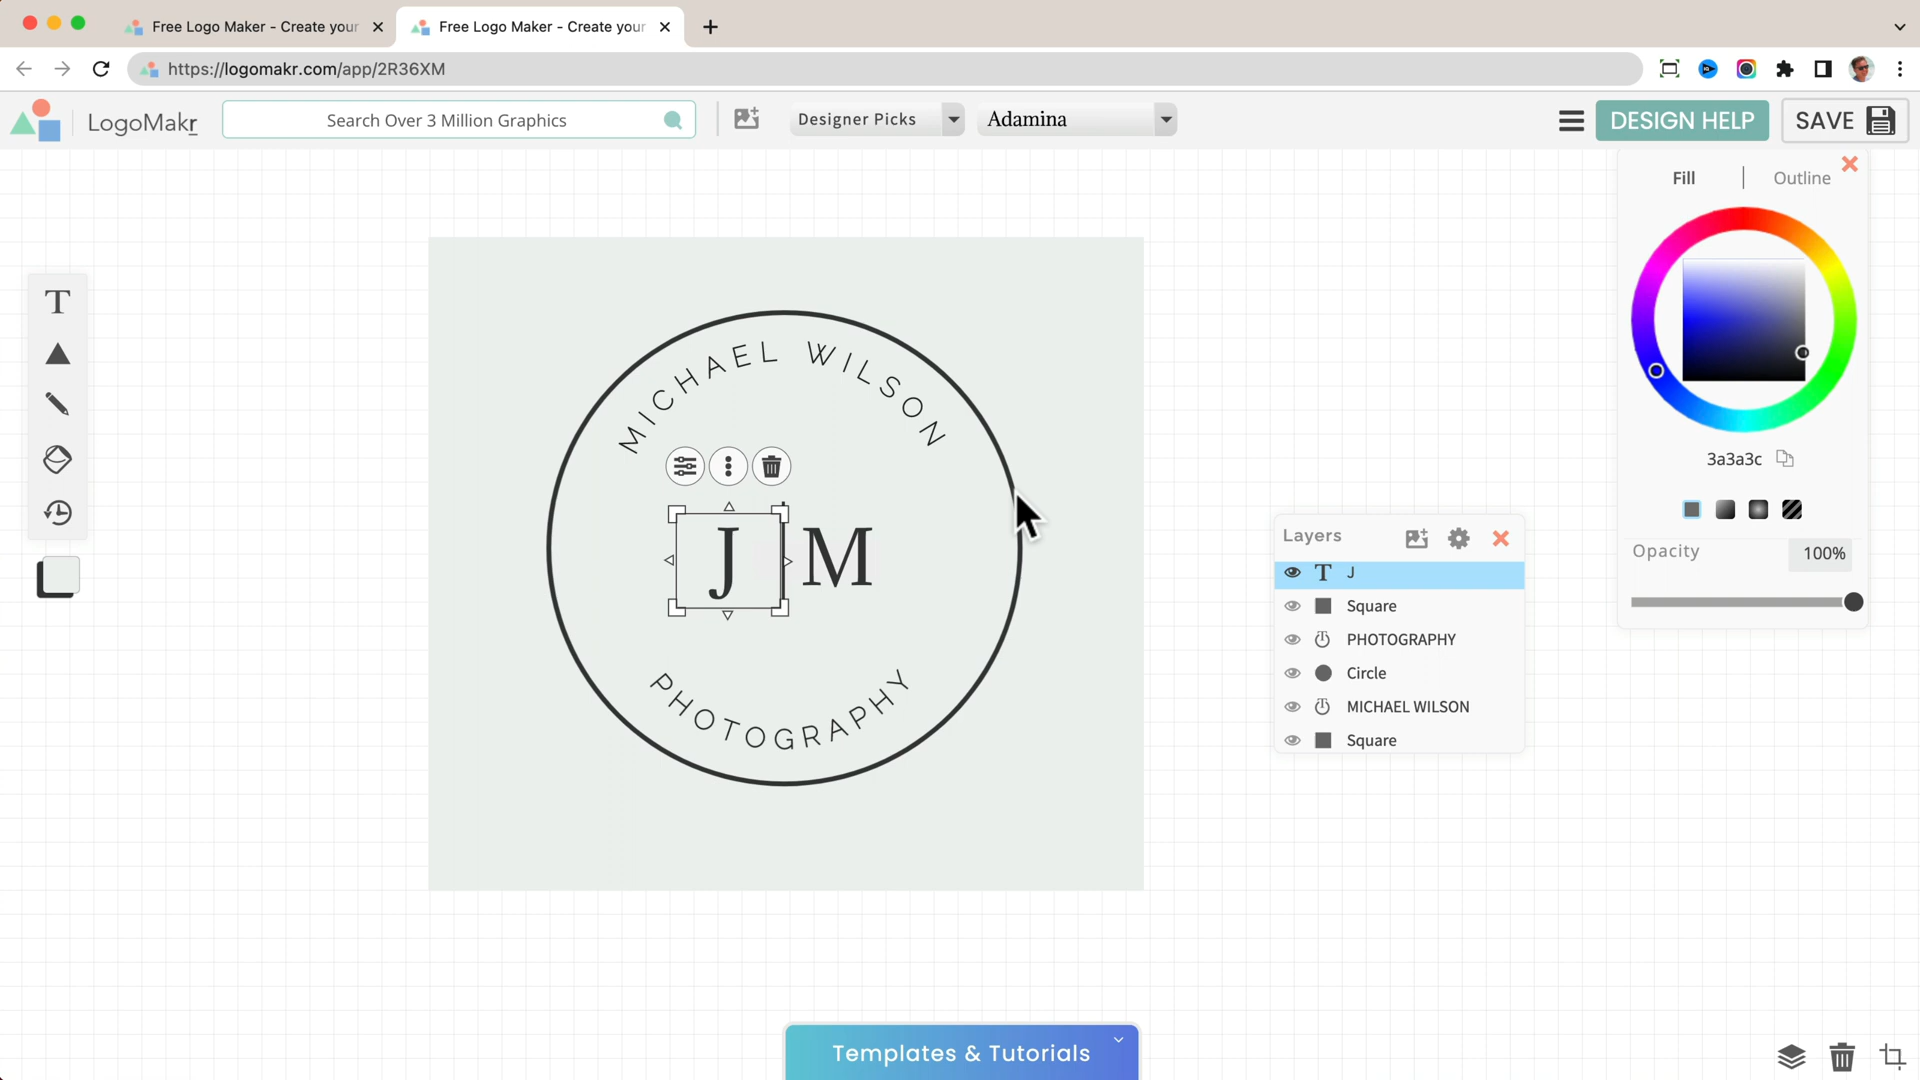 Free Logo Maker - Create your
Free Logo Maker - Create your
https://logomakr.com/app/2R36XM
LogoMakr
Search Over 3 Million Graphics
Designer Picks
Adamina
DESIGN HELP
SAVE
Fill
Outline
T
MICHAEL WILSON
J M
PHOTOGRAPHY
3a3a3c
Opacity
100%
Layers
T J
Square
PHOTOGRAPHY
Circle
MICHAEL WILSON
Square
Templates & Tutorials